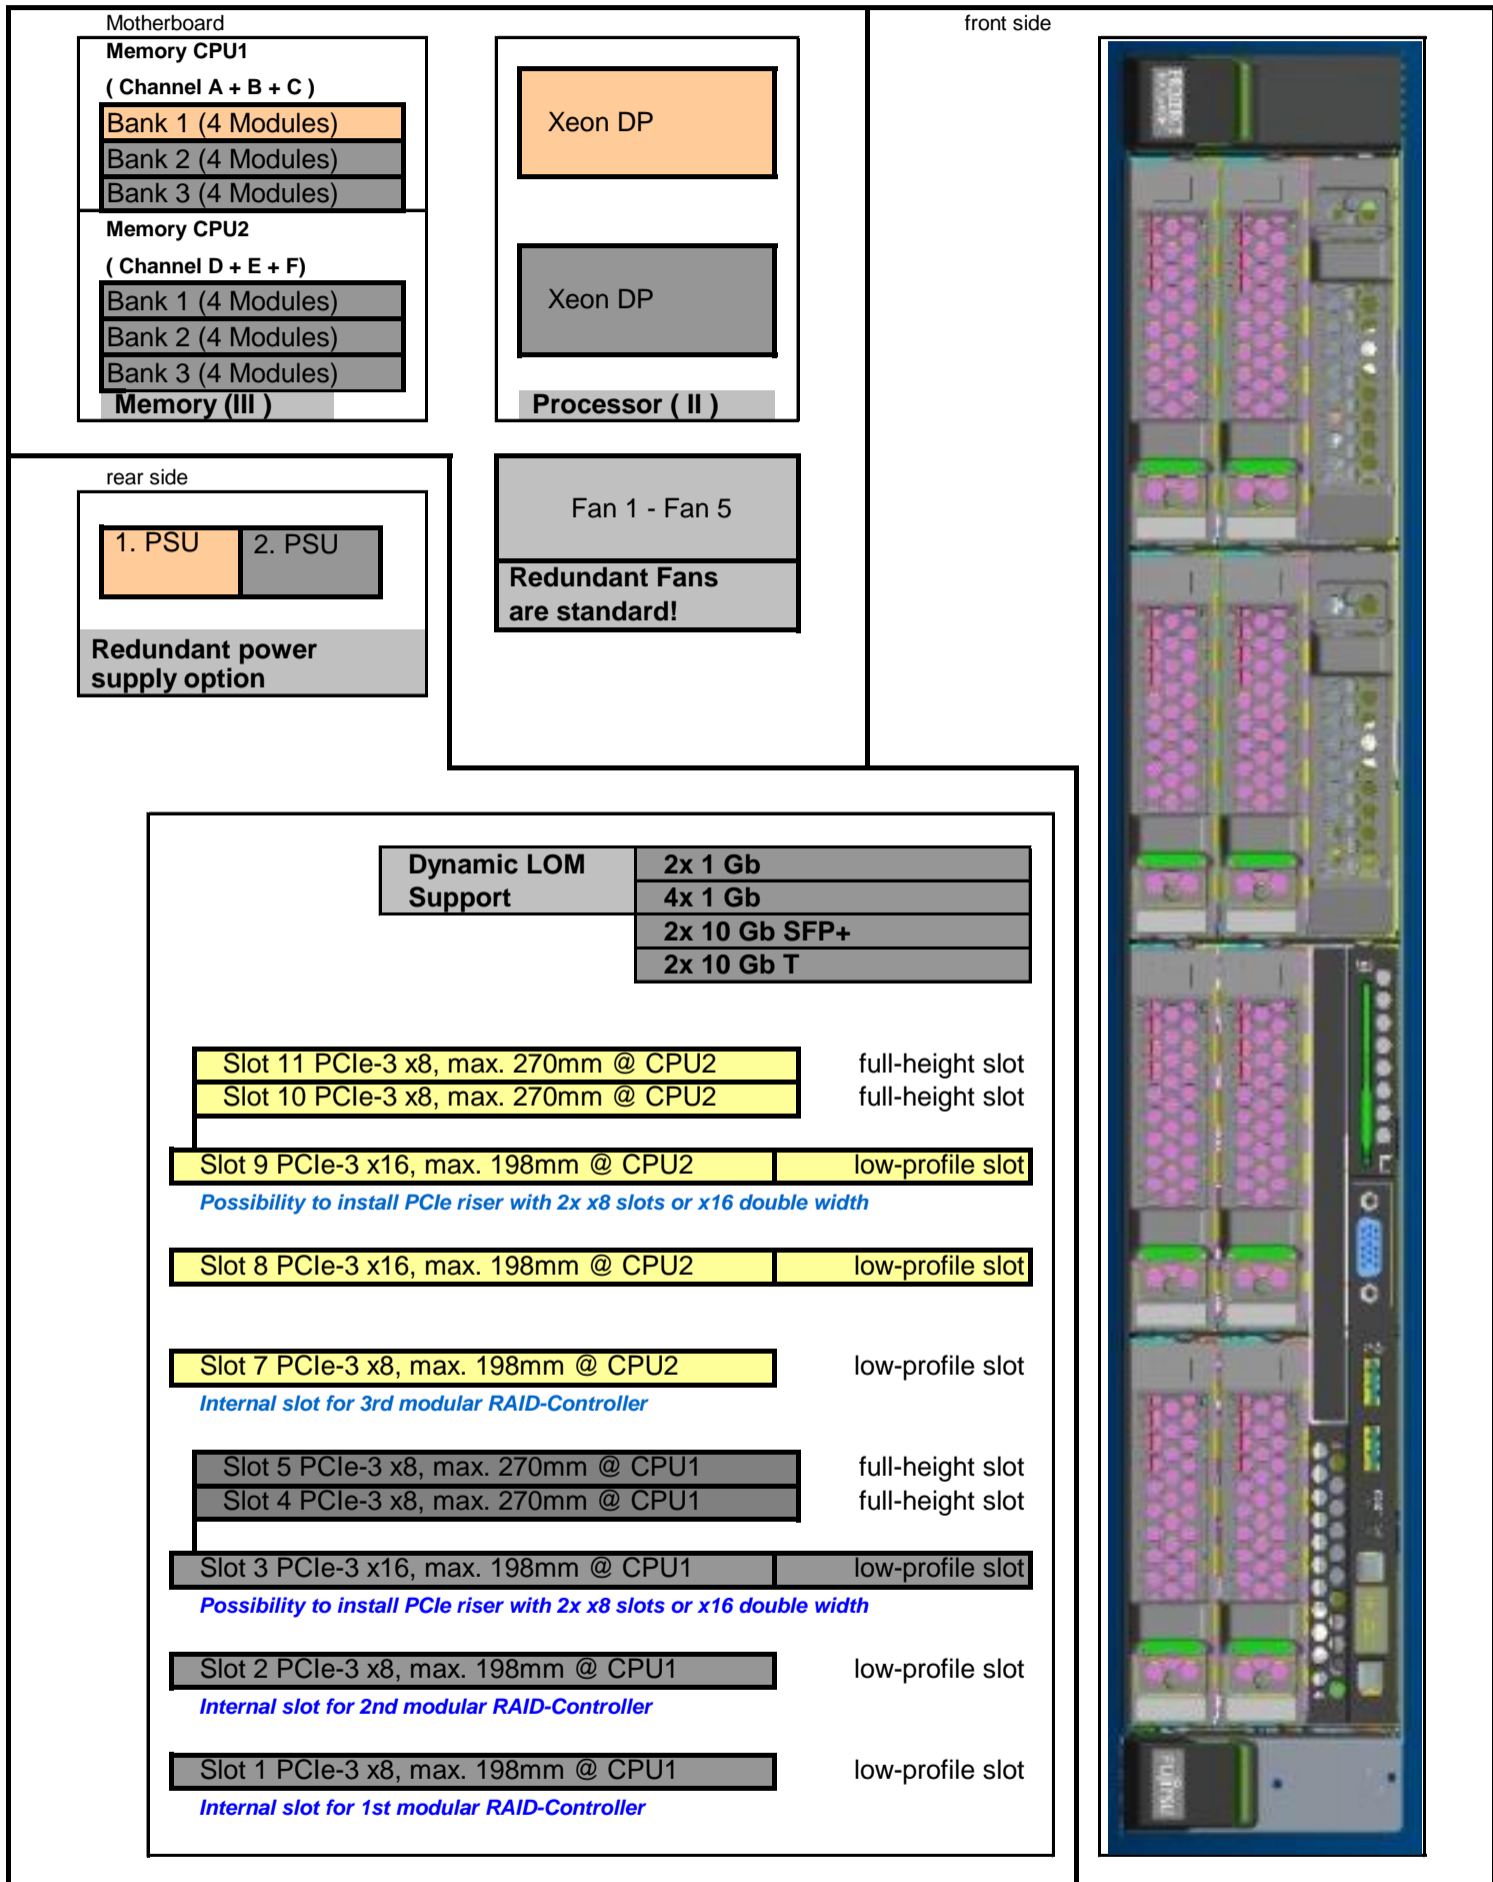 Motherboard
front side
Memory CPU1
( Channel A + B + C )
Bank 1 (4 Modules)
Bank 2 (4 Modules)
Bank 3 (4 Modules)
Memory CPU2
( Channel D + E + F)
Bank 1 (4 Modules)
Bank 2 (4 Modules)
Bank 3 (4 Modules)
Memory (III )
Xeon DP
Xeon DP
Processor ( II )
rear side
1. PSU
2. PSU
Redundant power
supply option
Fan 1 - Fan 5
Redundant Fans
are standard!
Dynamic LOM
Support
2x 1 Gb
4x 1 Gb
2x 10 Gb SFP+
2x 10 Gb T
Slot 11 PCIe-3 x8, max. 270mm @ CPU2 full-height slot
Slot 10 PCIe-3 x8, max. 270mm @ CPU2 full-height slot
Slot 9 PCIe-3 x16, max. 198mm @ CPU2 low-profile slot
Possibility to install PCIe riser with 2x x8 slots or x16 double width
Slot 8 PCIe-3 x16, max. 198mm @ CPU2 low-profile slot
Slot 7 PCIe-3 x8, max. 198mm @ CPU2 low-profile slot
Internal slot for 3rd modular RAID-Controller
Slot 5 PCIe-3 x8, max. 270mm @ CPU1 full-height slot
Slot 4 PCIe-3 x8, max. 270mm @ CPU1 full-height slot
Slot 3 PCIe-3 x16, max. 198mm @ CPU1 low-profile slot
Possibility to install PCIe riser with 2x x8 slots or x16 double width
Slot 2 PCIe-3 x8, max. 198mm @ CPU1 low-profile slot
Internal slot for 2nd modular RAID-Controller
Slot 1 PCIe-3 x8, max. 198mm @ CPU1 low-profile slot
Internal slot for 1st modular RAID-Controller
FUJITSU